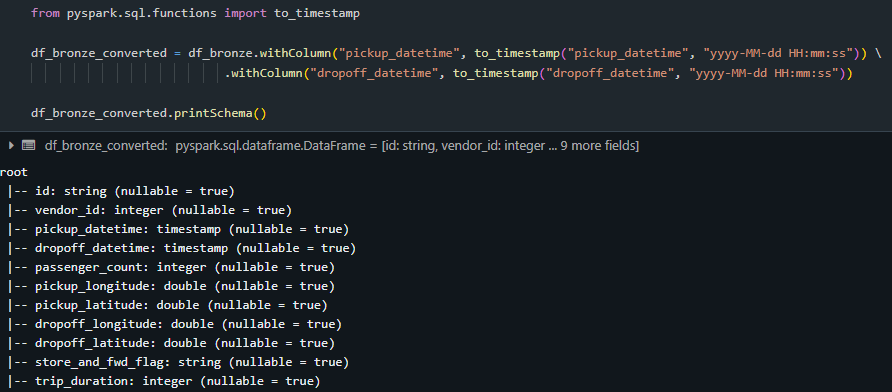 from pyspark.sql.functions import to_timestamp
df_bronze_converted = df_bronze.withColumn("pickup_datetime", to_timestamp("pickup_datetime", "yyyy-MM-dd HH:mm:ss")) \
.withColumn("dropoff_datetime", to_timestamp("dropoff_datetime", "yyyy-MM-dd HH:mm:ss"))
df_bronze_converted.printSchema()
df_bronze_converted: pyspark.sql.dataframe.DataFrame = [id: string, vendor_id: integer ... 9 more fields]
root
|-- id: string (nullable = true)
|-- vendor_id: integer (nullable = true)
|-- pickup_datetime: timestamp (nullable = true)
|-- dropoff_datetime: timestamp (nullable = true)
|-- passenger_count: integer (nullable = true)
|-- pickup_longitude: double (nullable = true)
|-- pickup_latitude: double (nullable = true)
|-- dropoff_longitude: double (nullable = true)
|-- dropoff_latitude: double (nullable = true)
|-- store_and_fwd_flag: string (nullable = true)
|-- trip_duration: integer (nullable = true)